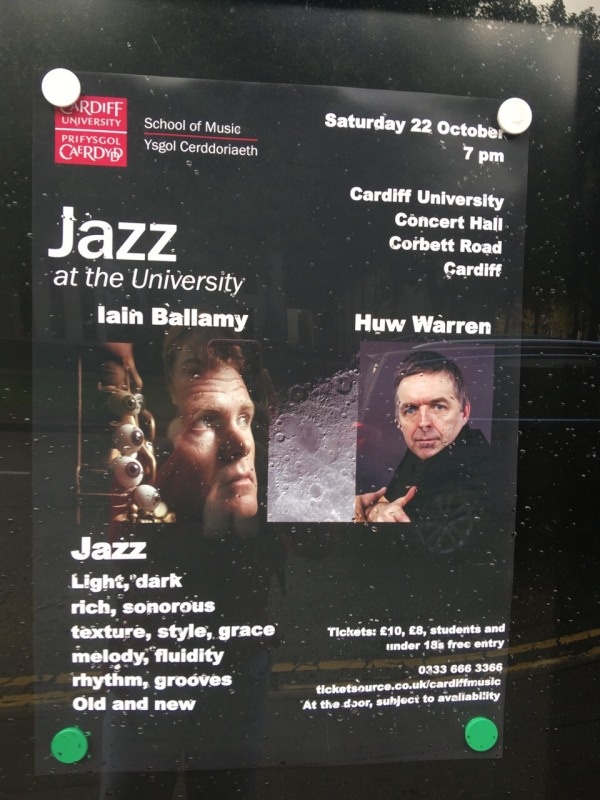 CARDIFF
UNIVERSITY
PRIFYSGOL
CAERDYDD
School of Music
Ysgol Cerddoriaeth
Saturday 22 October
7 pm
Cardiff University
Concert Hall
Corbett Road
Cardiff
Jazz
at the University
Iain Ballamy
Huw Warren
Jazz
Light, dark
rich, sonorous
texture, style, grace
melody, fluidity
rhythm, grooves
Old and new
Tickets: £10, £8, students and
under 18s free entry
0333 666 3366
ticketsource.co.uk/cardiffmusic
At the door, subject to availability